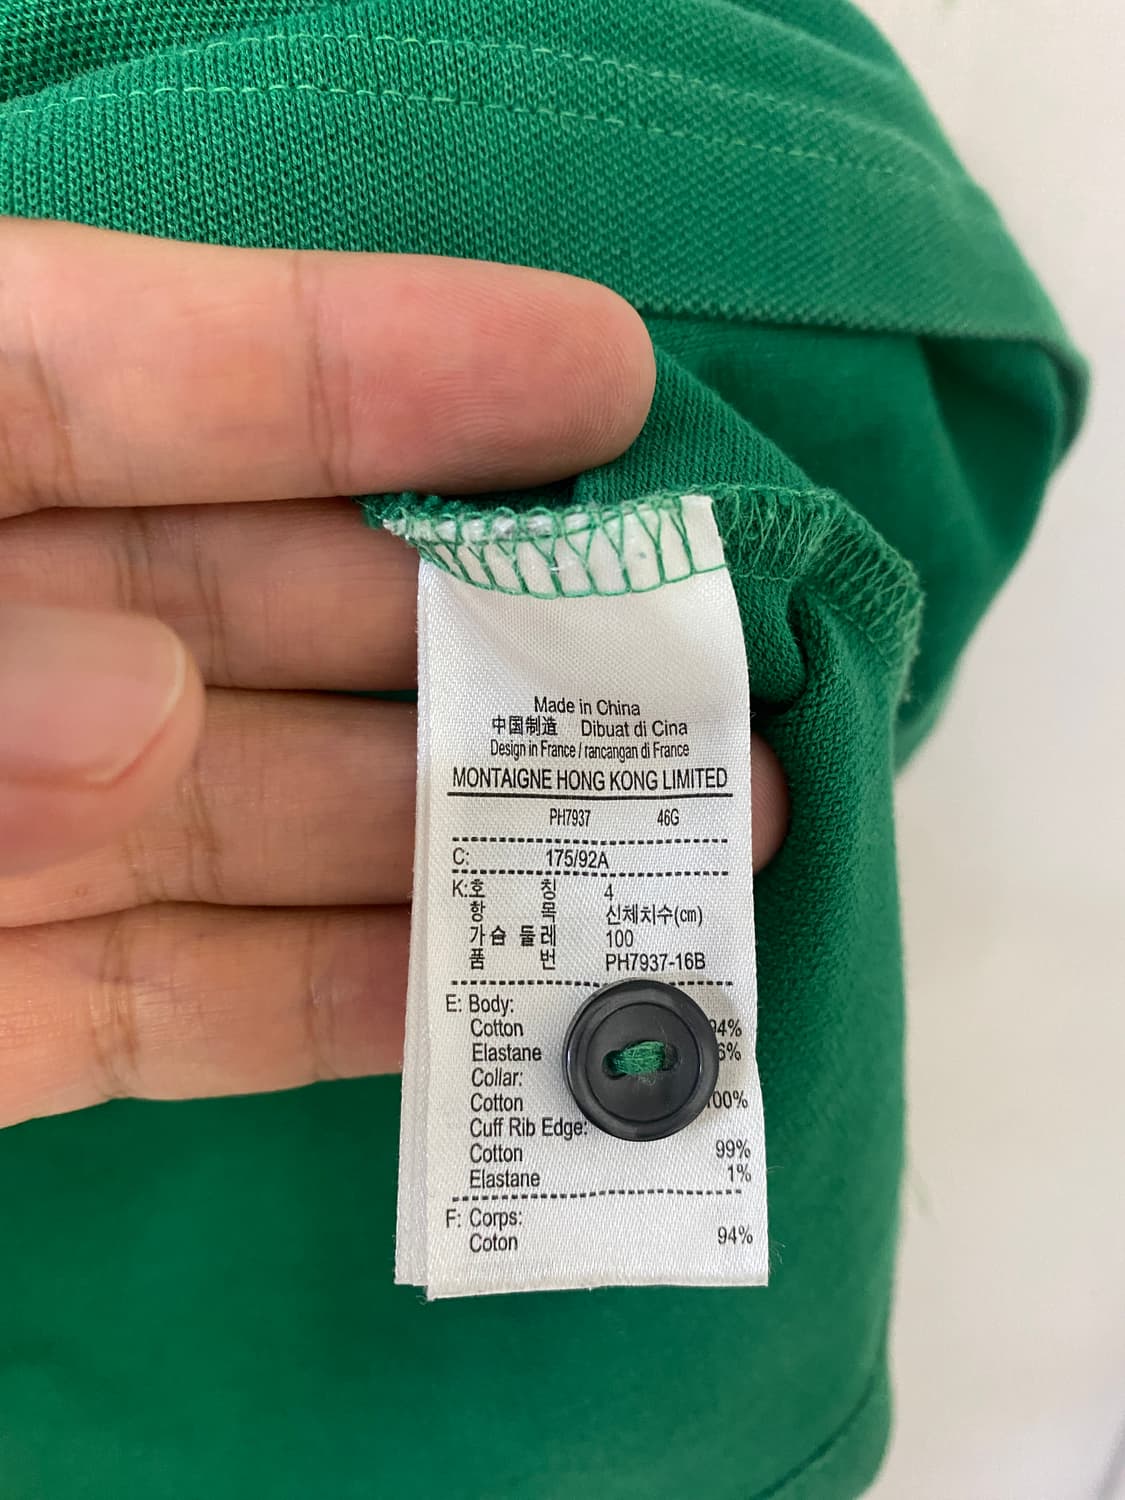 Made in China
中国制造 Dibuat di Cina
Design in France / rancangan di France
MONTAIGNE HONG KONG LIMITED
PH7937 46G
C: 175/92A
K:호 칭 4
항 목 신체치수(cm)
가슴 둘레 100
품 번 PH7937-16B
E: Body:
Cotton 94%
Elastane 6%
Collar:
Cotton 100%
Cuff Rib Edge:
Cotton 99%
Elastane 1%
F: Corps:
Coton 94%